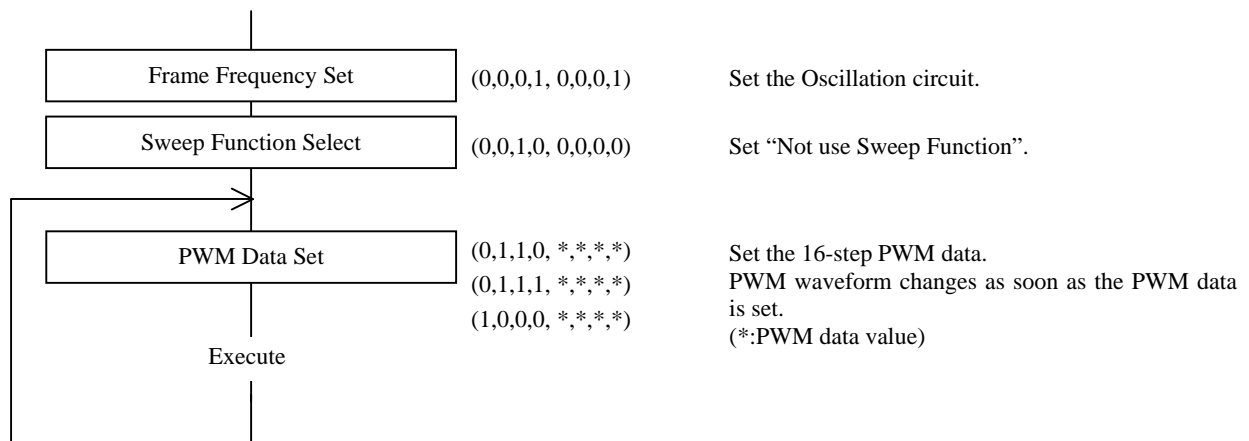 Frame Frequency Set (0,0,0,1, 0,0,0,1) Set the Oscillation circuit.
Sweep Function Select (0,0,1,0, 0,0,0,0) Set “Not use Sweep Function”.
PWM Data Set (0,1,1,0, *,*,*,*) Set the 16-step PWM data.
(0,1,1,1, *,*,*,*) PWM waveform changes as soon as the PWM data
is set.
(1,0,0,0, *,*,*,*) (*:PWM data value)
Execute